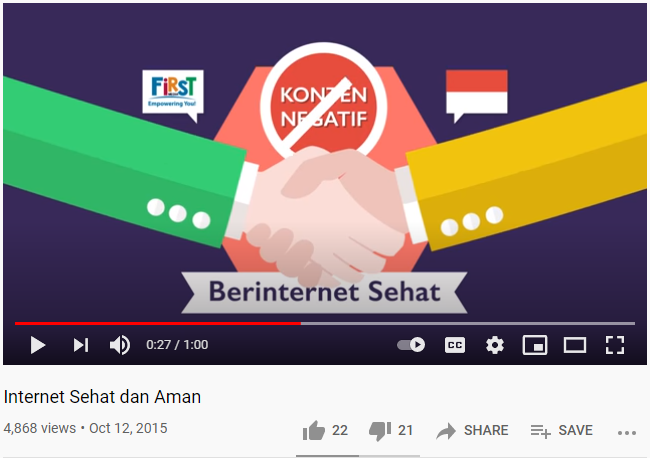 FiRST
Empowering You!
KONTEN
NEGATIF
Berinternet Sehat
0:27 / 1:00
CC
Internet Sehat dan Aman
4,868 views • Oct 12, 2015
22
21
SHARE
SAVE